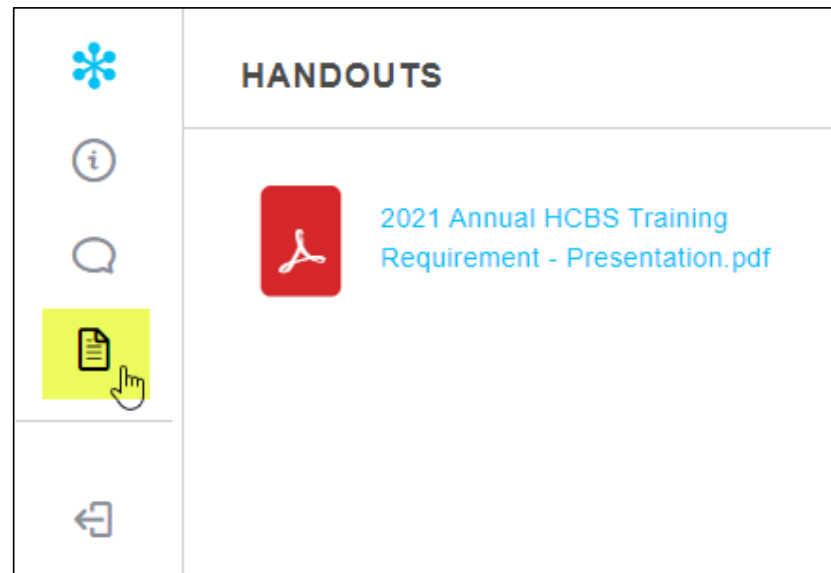 HANDOUTS
2021 Annual HCBS Training
Requirement - Presentation.pdf